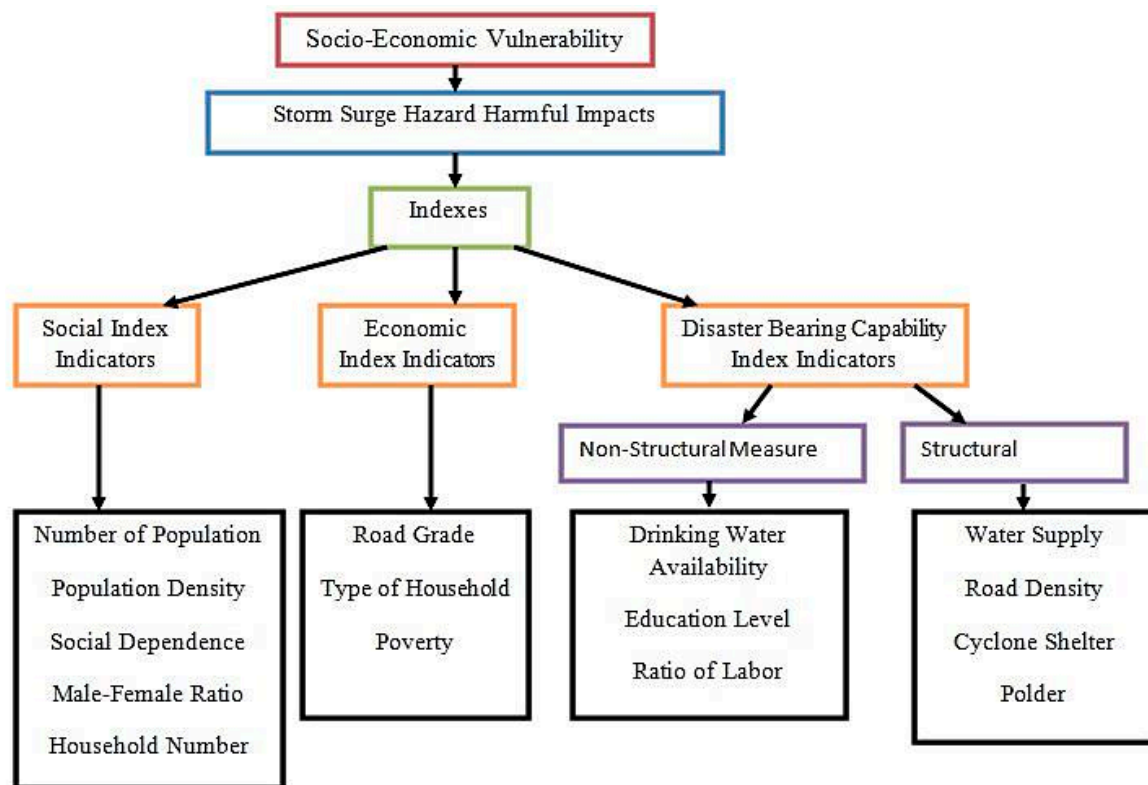 Socio-Economic Vulnerability
Storm Surge Hazard Harmful Impacts
Indexes
Social Index
Indicators
Economic
Index Indicators
Disaster Bearing Capability
Index Indicators
Non-Structural Measure
Structural
Number of Population
Population Density
Social Dependence
Male-Female Ratio
Household Number
Road Grade
Type of Household
Poverty
Drinking Water
Availability
Education Level
Ratio of Labor
Water Supply
Road Density
Cyclone Shelter
Polder